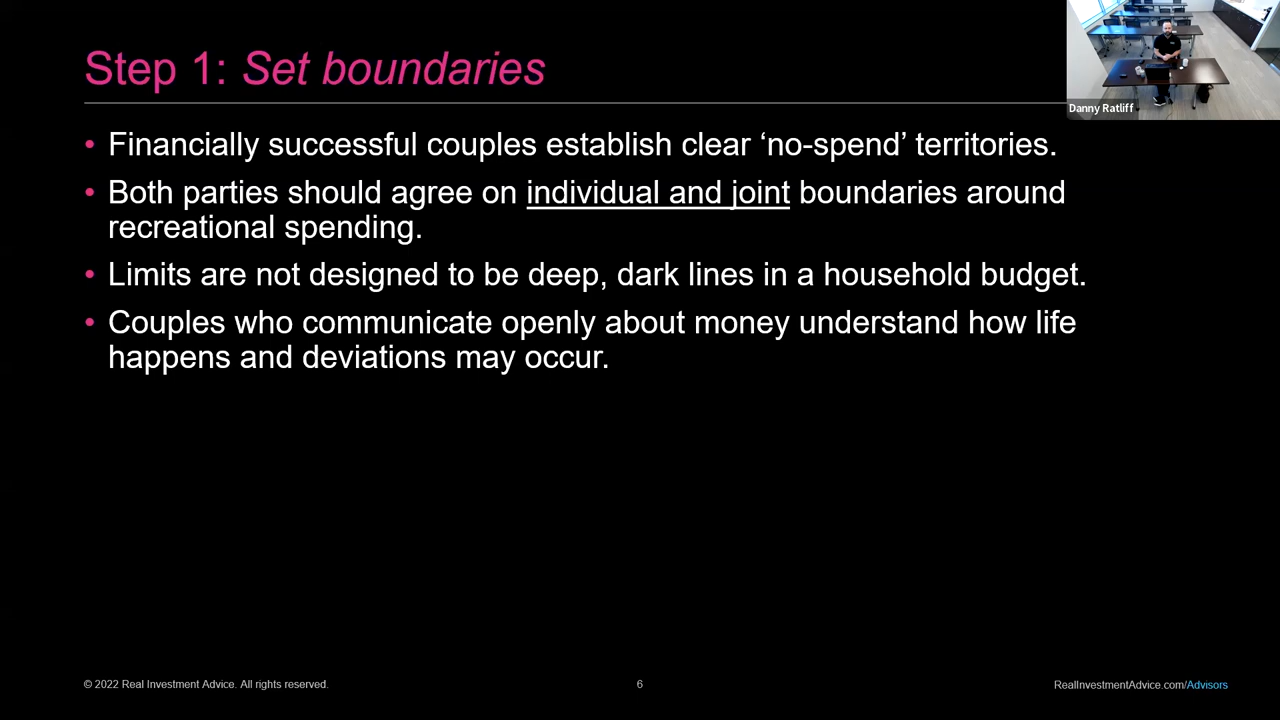 Step 1: Set boundaries
Danny Ratliff
• Financially successful couples establish clear ‘no-spend’ territories.
• Both parties should agree on individual and joint boundaries around
recreational spending.
• Limits are not designed to be deep, dark lines in a household budget.
• Couples who communicate openly about money understand how life
happens and deviations may occur.
© 2022 Real Investment Advice. All rights reserved.
6
RealInvestmentAdvice.com/Advisors